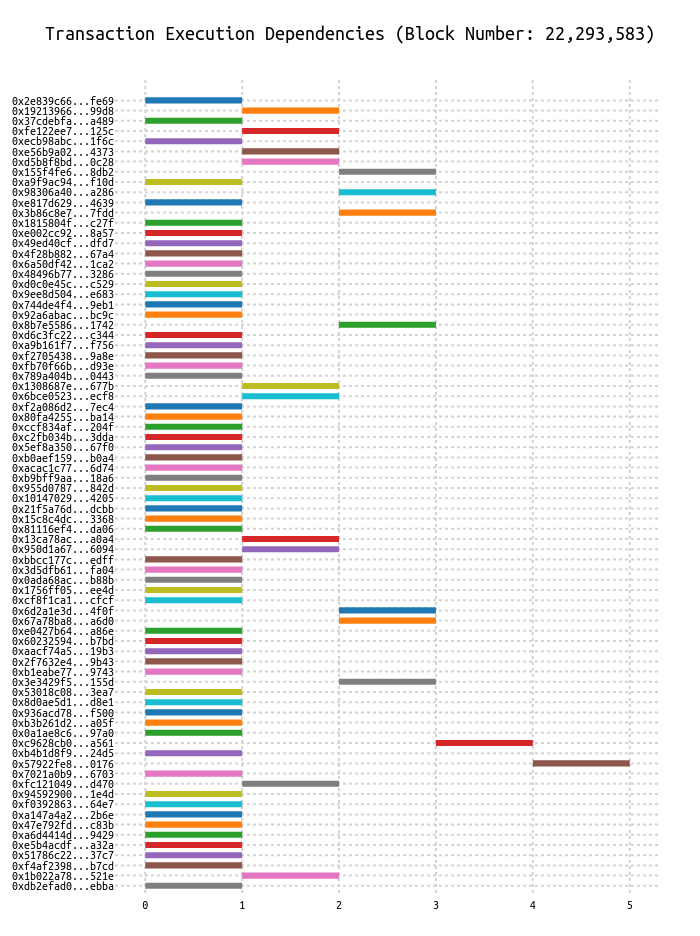 Transaction Execution Dependencies (Block Number: 22,293,583)
0x2e839c66...fe69
0x19213966...99d8
0x37cdebfa...a489
0xfe122ee7...125c
0xecb98abc...1f6c
0xe56b9a02...4373
0xd5b8f8bd...0c28
0x155f4fe6...8db2
0xa9f9ac94...f10d
0x98306a40...a286
0xe817d629...4639
0x3b86c8e7...7fdd
0x1815804f...c27f
0xe002cc92...8a57
0x49ed40cf...dfd7
0x4f28b882...67a4
0x6a50df42...1ca2
0x48496b77...3286
0xd0c0e45c...c529
0x9ee8d504...e683
0x744de4f4...9eb1
0x92a6abac...bc9c
0x8b7e5586...1742
0xd6c3fc22...c344
0xa9b161f7...f756
0xf2705438...9a8e
0xfb70f66b...d93e
0x789a404b...0443
0x1308687e...677b
0x6bce0523...ecf8
0xf2a086d2...7ec4
0x80fa4255...ba14
0xccf834af...204f
0xc2fb034b...3dda
0x5ef8a350...67f0
0xb0aef159...b0a4
0xacac1c77...6d74
0xb9bff9aa...18a6
0x955d0787...842d
0x10147029...4205
0x21f5a76d...dcbb
0x15c8c4dc...3368
0x81116ef4...da06
0x13ca78ac...a0a4
0x950d1a67...6094
0xbbcc177c...edff
0x3d5dfb61...fa04
0x0ada68ac...b88b
0x1756ff05...ee4d
0xcf8f1ca1...cfcf
0x6d2a1e3d...4f0f
0x67a78ba8...a6d0
0xe0427b64...a86e
0x60232594...b7bd
0xaacf74a5...19b3
0x2f7632e4...9b43
0xb1eabe77...9743
0x3e3429f5...155d
0x53018c08...3ea7
0x8d0ae5d1...d8e1
0x936acd78...f500
0xb3b261d2...a05f
0x0a1ae8c6...97a0
0xc9628cb0...a561
0xb4b1d8f9...24d5
0x57922fe8...0176
0x7021a0b9...6703
0xfc121049...d470
0x94592900...1e4d
0xf0392863...64e7
0xa147a4a2...2b6e
0x47e792fd...c83b
0xa6d4414d...9429
0xe5b4acdf...a32a
0x51786c22...37c7
0xf4af2398...b7cd
0x1b022a78...521e
0xdb2efad0...ebba
0 1 2 3 4 5